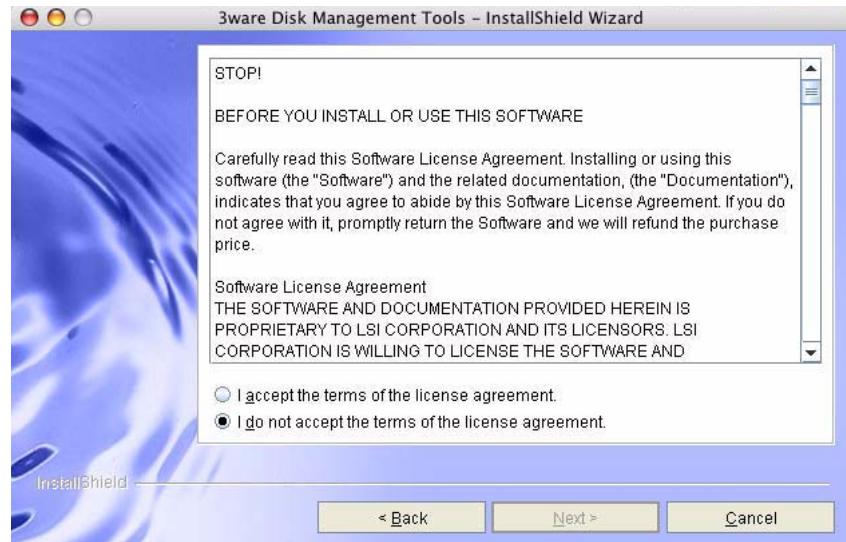 3ware Disk Management Tools – InstallShield Wizard
STOP!
BEFORE YOU INSTALL OR USE THIS SOFTWARE
Carefully read this Software License Agreement. Installing or using this
software (the "Software") and the related documentation, (the "Documentation"),
indicates that you agree to abide by this Software License Agreement. If you do
not agree with it, promptly return the Software and we will refund the purchase
price.
Software License Agreement
THE SOFTWARE AND DOCUMENTATION PROVIDED HEREIN IS
PROPRIETARY TO LSI CORPORATION AND ITS LICENSORS. LSI
CORPORATION IS WILLING TO LICENSE THE SOFTWARE AND
I accept the terms of the license agreement.
I do not accept the terms of the license agreement.
InstallShield
< Back
Next >
Cancel